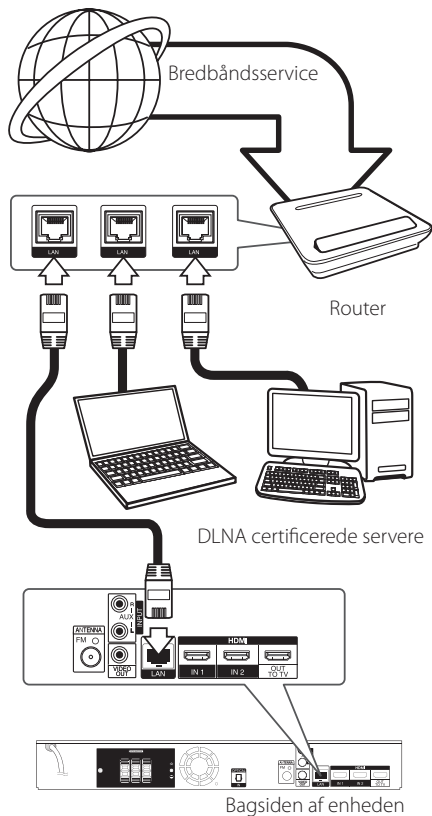 Bredbåndsservice
LAN
LAN
LAN
Router
DLNA certificerede servere
ANTENNA
FM
R
AUX
L
INPUT
VIDEO
OUT
LAN
HDMI
IN 1
IN 2
OUT
TO TV
Bagsiden af enheden